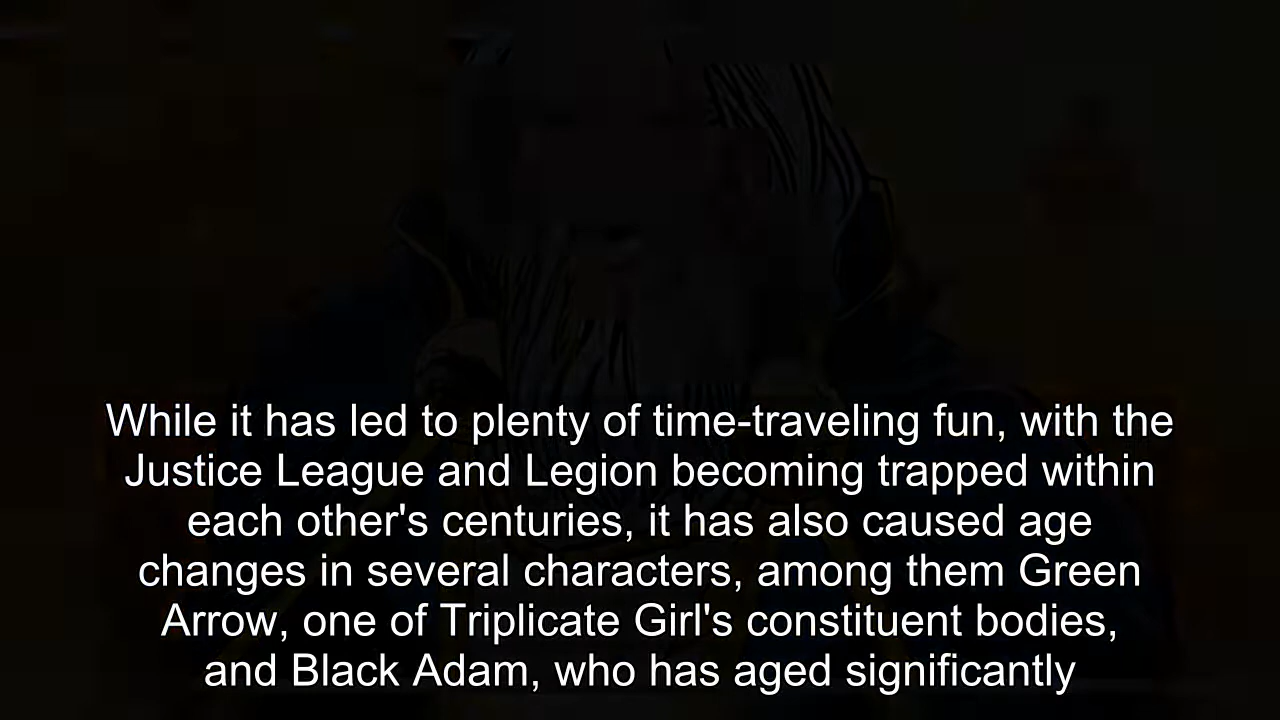 While it has led to plenty of time-traveling fun, with the
Justice League and Legion becoming trapped within
each other's centuries, it has also caused age
changes in several characters, among them Green
Arrow, one of Triplicate Girl's constituent bodies,
and Black Adam, who has aged significantly